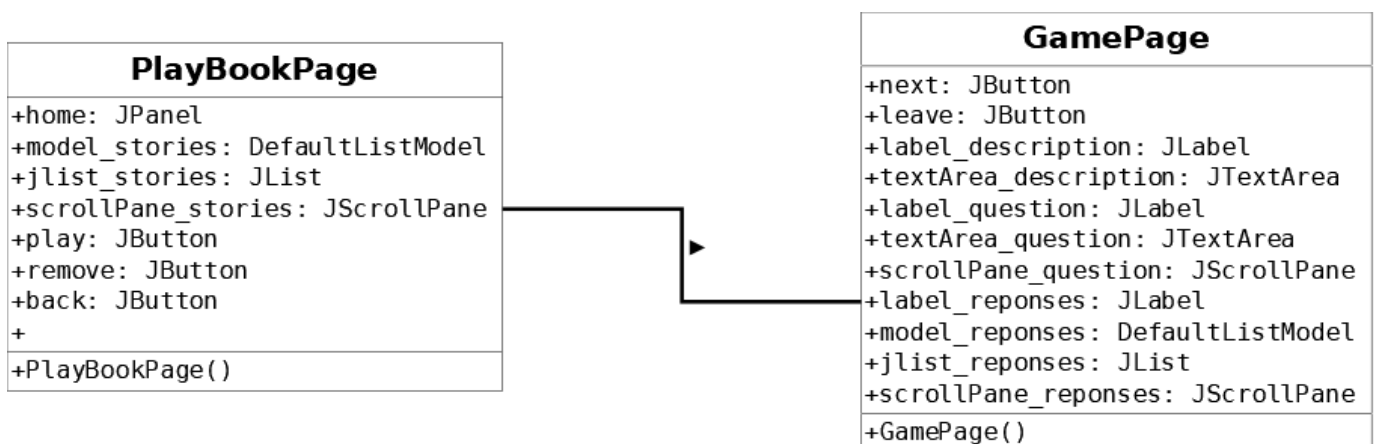 PlayBookPage
+home: JPanel
+model_stories: DefaultListModel
+jlist_stories: JList
+scrollPane_stories: JScrollPane
+play: JButton
+remove: JButton
+back: JButton
+
+PlayBookPage()
GamePage
+next: JButton
+leave: JButton
+label_description: JLabel
+textArea_description: JTextArea
+label_question: JLabel
+textArea_question: JTextArea
+scrollPane_question: JScrollPane
+label_reponses: JLabel
+model_reponses: DefaultListModel
+jlist_reponses: JList
+scrollPane_reponses: JScrollPane
+GamePage()